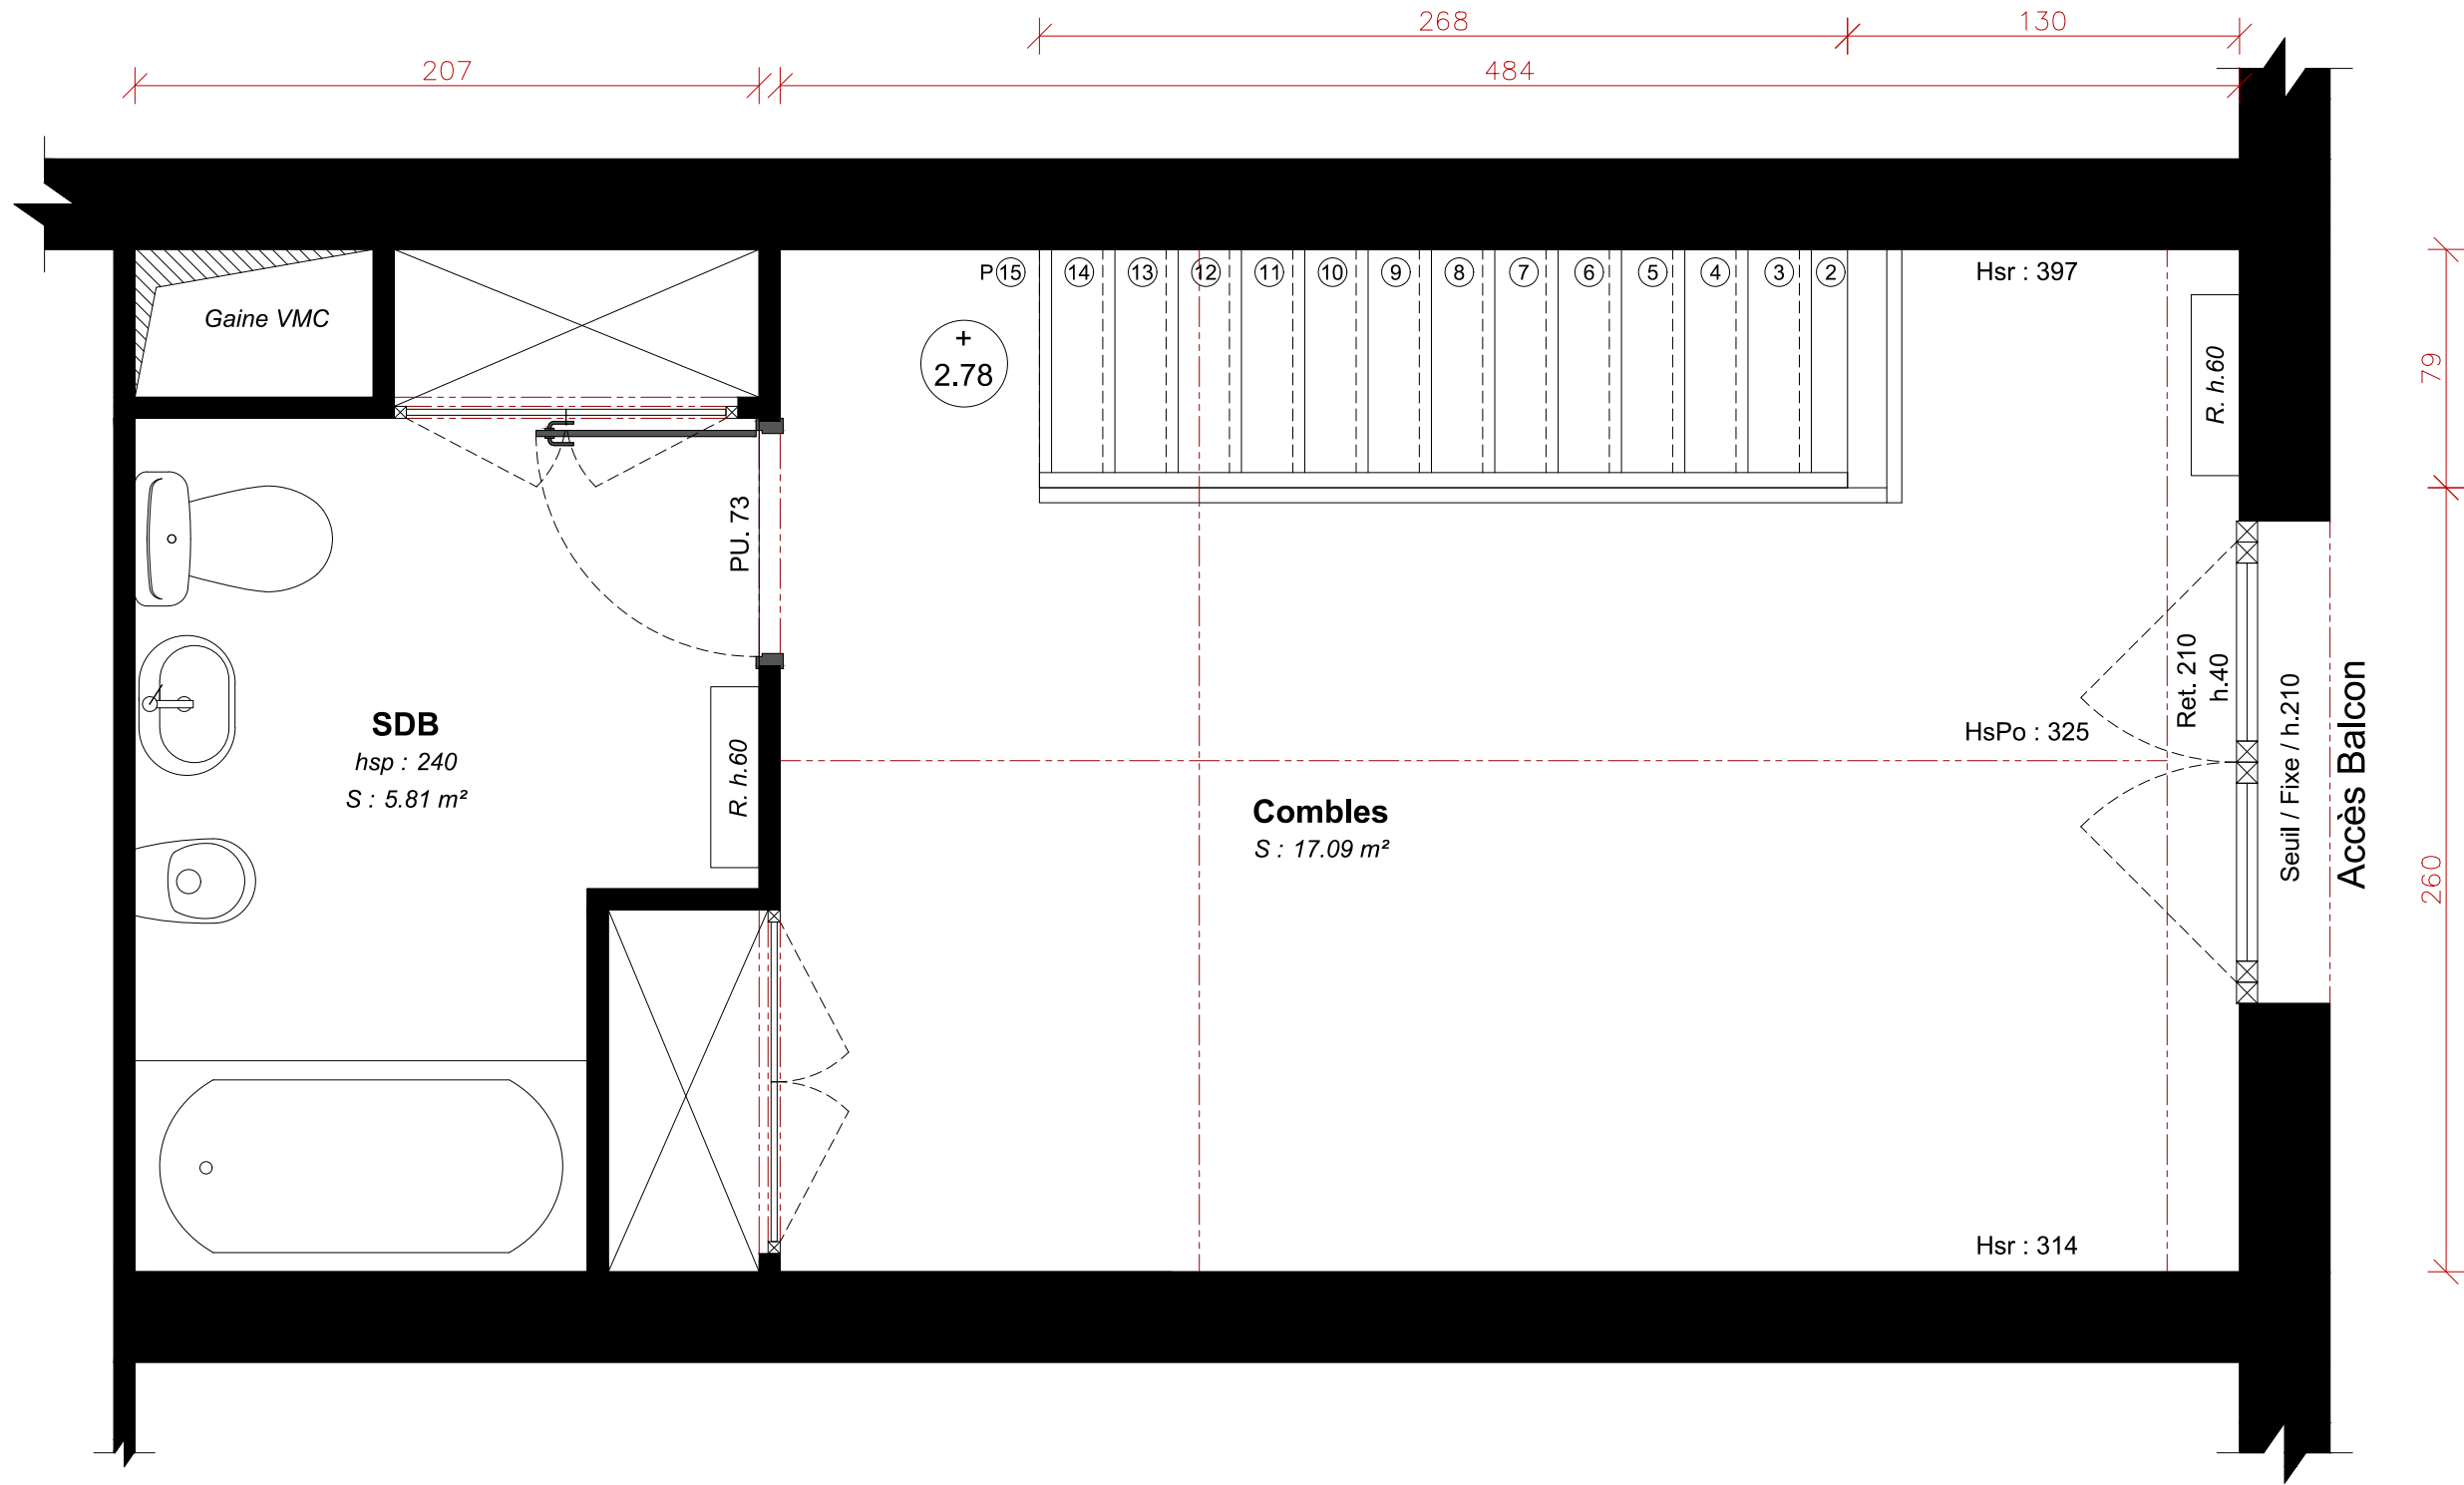 268
130
207
484
P 15
14
13
12
11
10
9
8
7
6
5
4
3
2
Hsr : 397
Gaine VMC
+
2.78
R. h.60
79
PU. 73
SDB
hsp : 240
S : 5.81 m²
R. h.60
HsPo : 325
Ret. 210
h.40
Seuil / Fixe / h.210
Accès Balcon
Combles
S : 17.09 m²
260
Hsr : 314